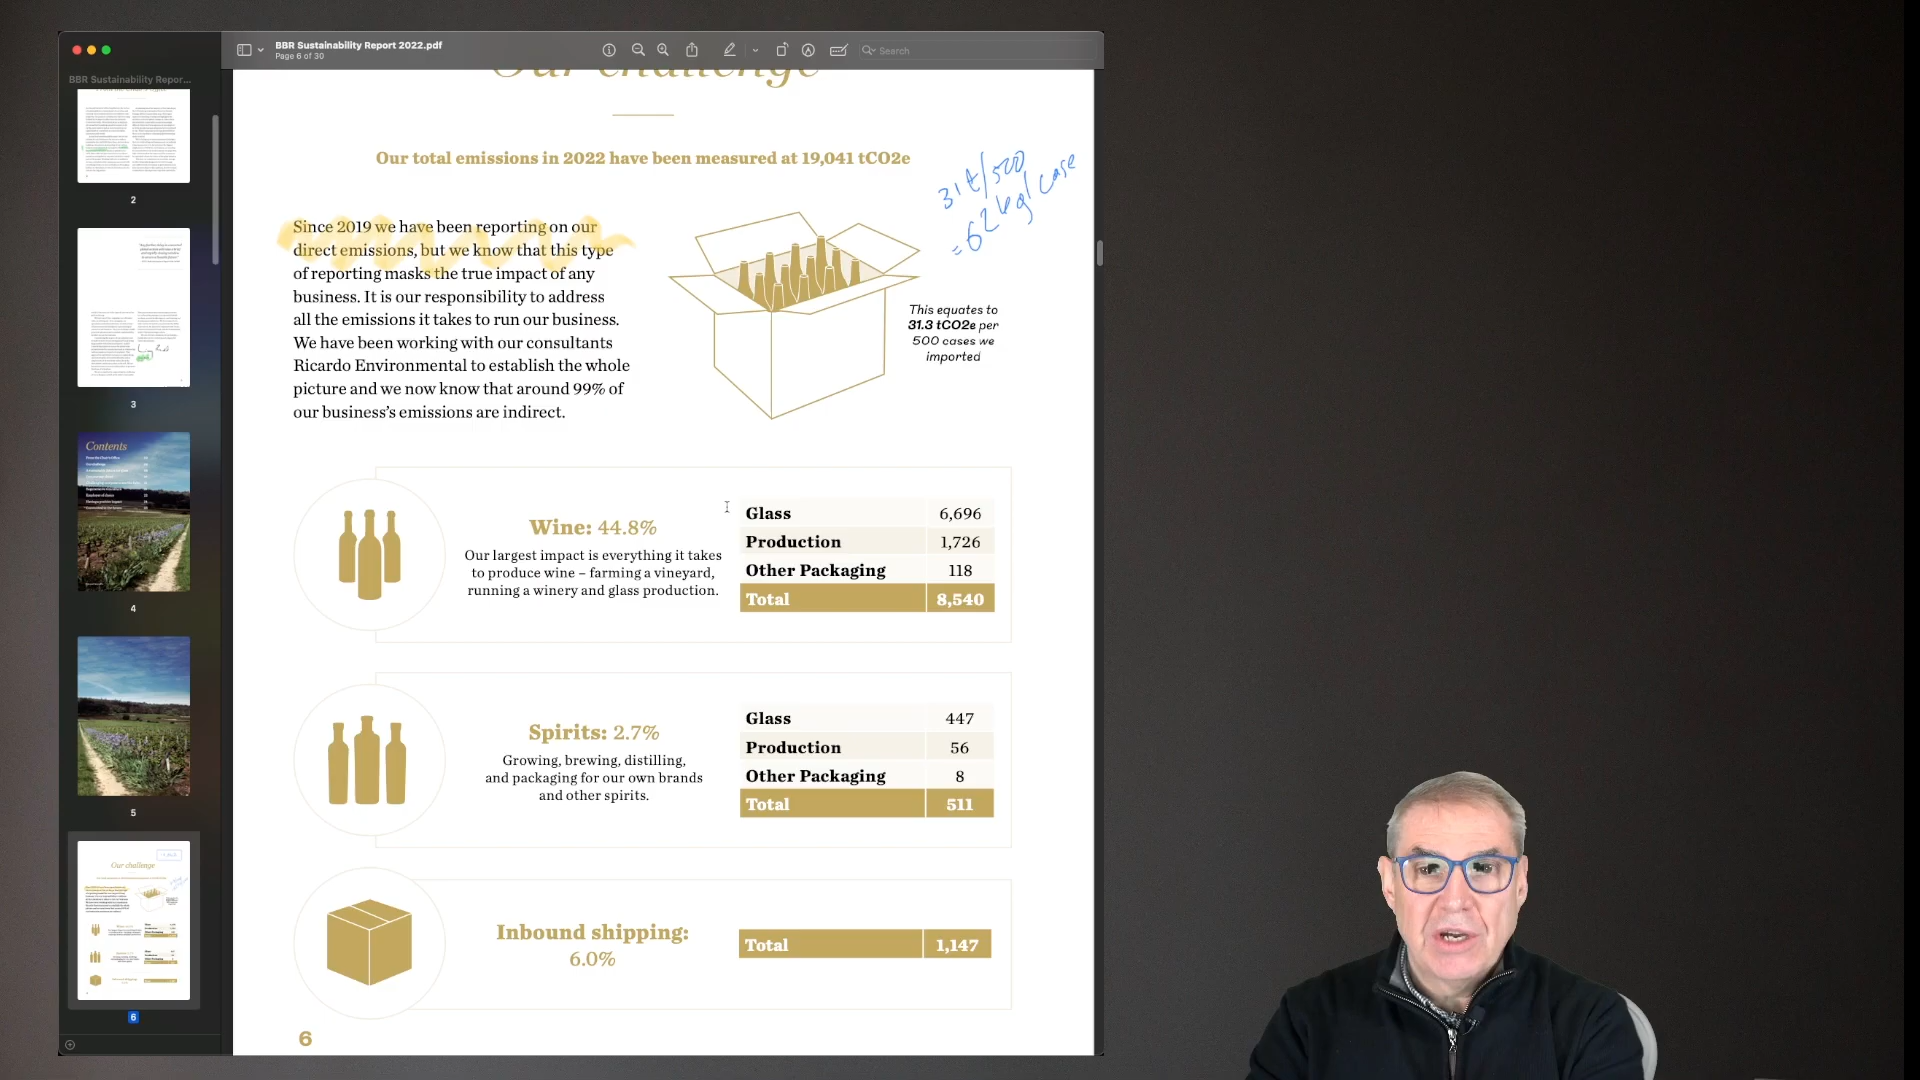 BBR Sustainability Report 2022.pdf
Page 6 of 30
Search
BBR Sustainability Repor...
2
3
Contents
4
5
Our challenge
6
Our challenge
Our total emissions in 2022 have been measured at 19,041 tCO2e
31t/500
= 62 kg/case
Since 2019 we have been reporting on our
direct emissions, but we know that this type
of reporting masks the true impact of any
business. It is our responsibility to address
all the emissions it takes to run our business.
We have been working with our consultants
Ricardo Environmental to establish the whole
picture and we now know that around 99% of
our business's emissions are indirect.
This equates to
31.3 tCO2e per
500 cases we
imported
Wine: 44.8%
Our largest impact is everything it takes
to produce wine – farming a vineyard,
running a winery and glass production.
Glass 6,696
Production 1,726
Other Packaging 118
Total 8,540
Spirits: 2.7%
Growing, brewing, distilling,
and packaging for our own brands
and other spirits.
Glass 447
Production 56
Other Packaging 8
Total 511
Inbound shipping:
6.0%
Total 1,147
6